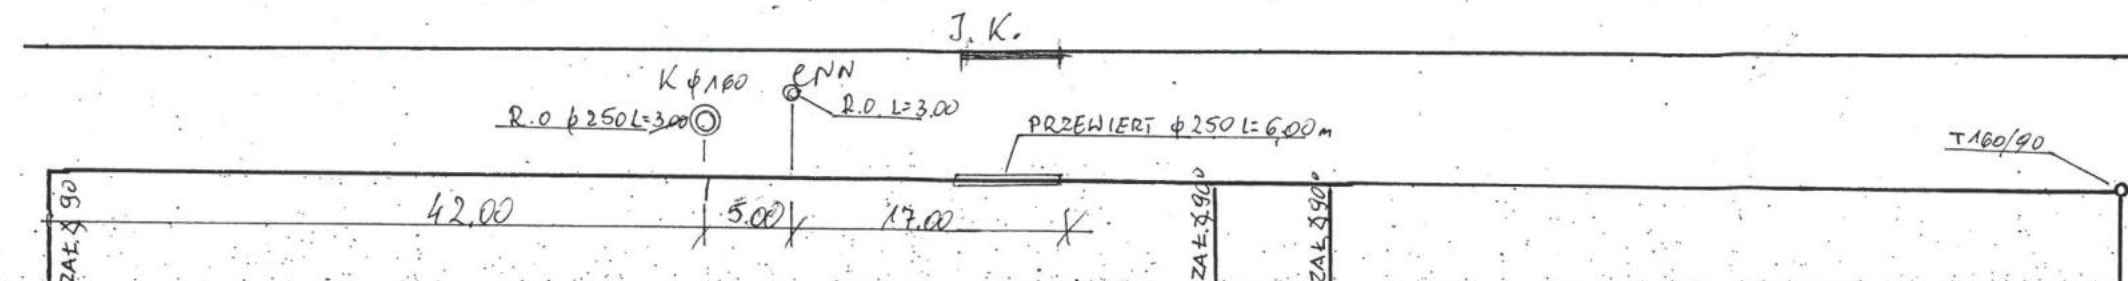 J. K.
K φ160
eNN
R.O φ250 L=3,00
R.O. L=3.00
PRZEWIERT φ250 L=6,00m
T160/90
42,00
5.00
17.00
ZAŁ.∢ 90
ZAŁ.∢90°
ZAŁ.∢90°